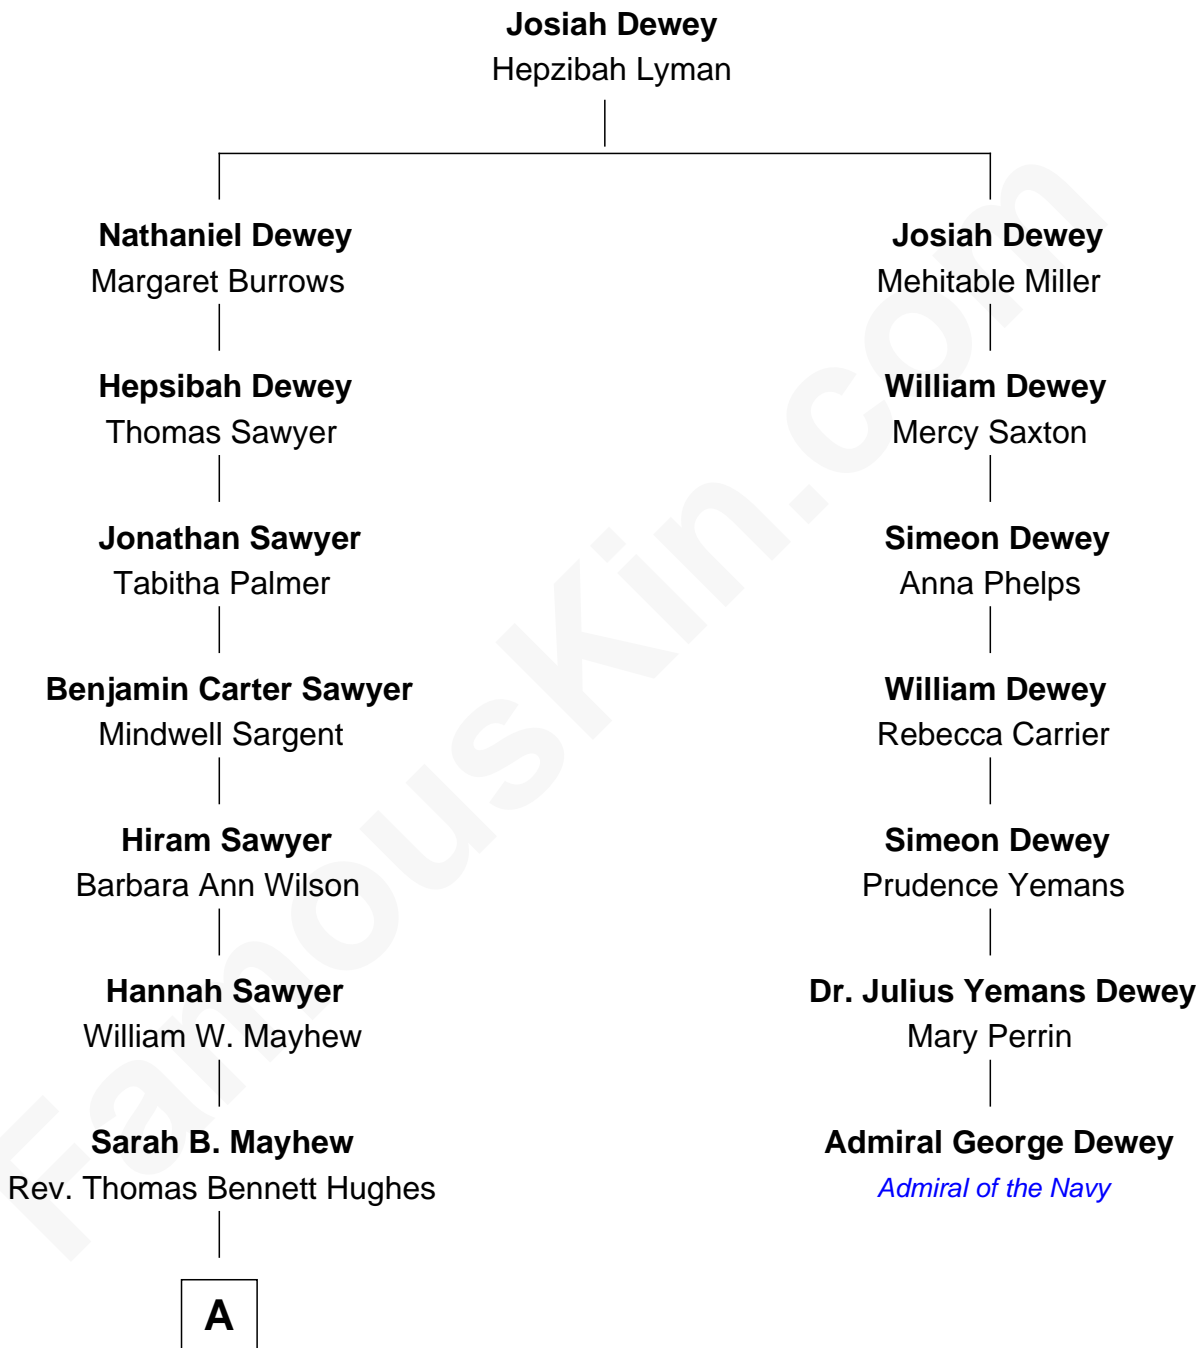 Josiah Dewey
Hepzibah Lyman
Nathaniel Dewey
Margaret Burrows
Hepsibah Dewey
Thomas Sawyer
Jonathan Sawyer
Tabitha Palmer
Benjamin Carter Sawyer
Mindwell Sargent
Hiram Sawyer
Barbara Ann Wilson
Hannah Sawyer
William W. Mayhew
Sarah B. Mayhew
Rev. Thomas Bennett Hughes
A
Josiah Dewey
Mehitable Miller
William Dewey
Mercy Saxton
Simeon Dewey
Anna Phelps
William Dewey
Rebecca Carrier
Simeon Dewey
Prudence Yemans
Dr. Julius Yemans Dewey
Mary Perrin
Admiral George Dewey
Admiral of the Navy
FamousKin.com